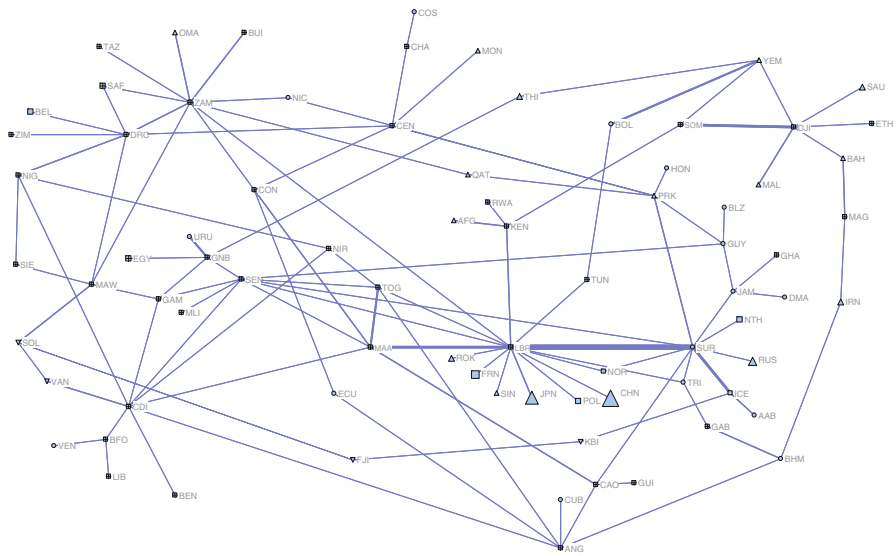 COS
OMA
BUI
TAZ
CHA
MON
YEM
SAF
THI
SAU
NIC
ZAM
BEL
CEN
BOL
SOM
DJI
ETH
ZIM
DRC
BAH
HON
NIG
QAT
CON
MAL
PRK
RWA
BLZ
AFG
KEN
MAG
URU
GUY
NIR
EGY
GNB
GHA
SIE
SEN
TUN
MAW
TOG
JAM
GAM
DMA
IRN
MLI
NTH
SOL
MAA
LBR
SUR
ROK
RUS
FRN
NOR
VAN
TRI
ECU
SIN
JPN
CHN
ICE
POL
CDI
AAB
GAB
BFO
VEN
KBI
FJI
BHM
LIB
CAO
GUI
BEN
CUB
ANG